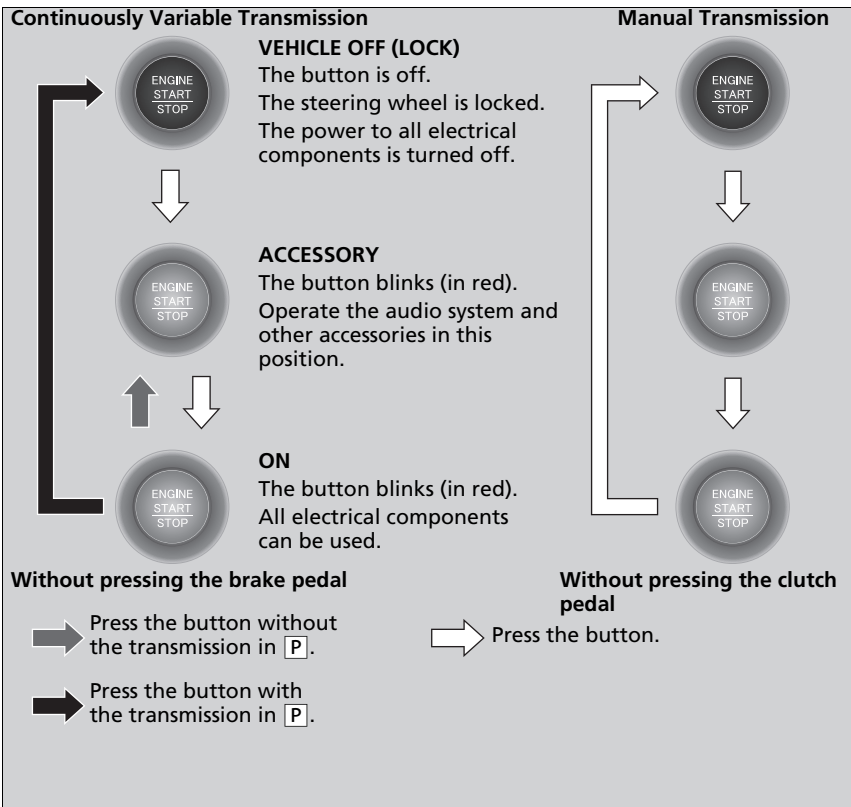 Continuously Variable Transmission
Manual Transmission
ENGINE
START
STOP
VEHICLE OFF (LOCK)
The button is off.
The steering wheel is locked.
The power to all electrical
components is turned off.
ENGINE
START
STOP
ENGINE
START
STOP
ACCESSORY
The button blinks (in red).
Operate the audio system and
other accessories in this
position.
ENGINE
START
STOP
ENGINE
START
STOP
ON
The button blinks (in red).
All electrical components
can be used.
ENGINE
START
STOP
Without pressing the brake pedal
Without pressing the clutch
pedal
Press the button without
the transmission in P.
Press the button.
Press the button with
the transmission in P.